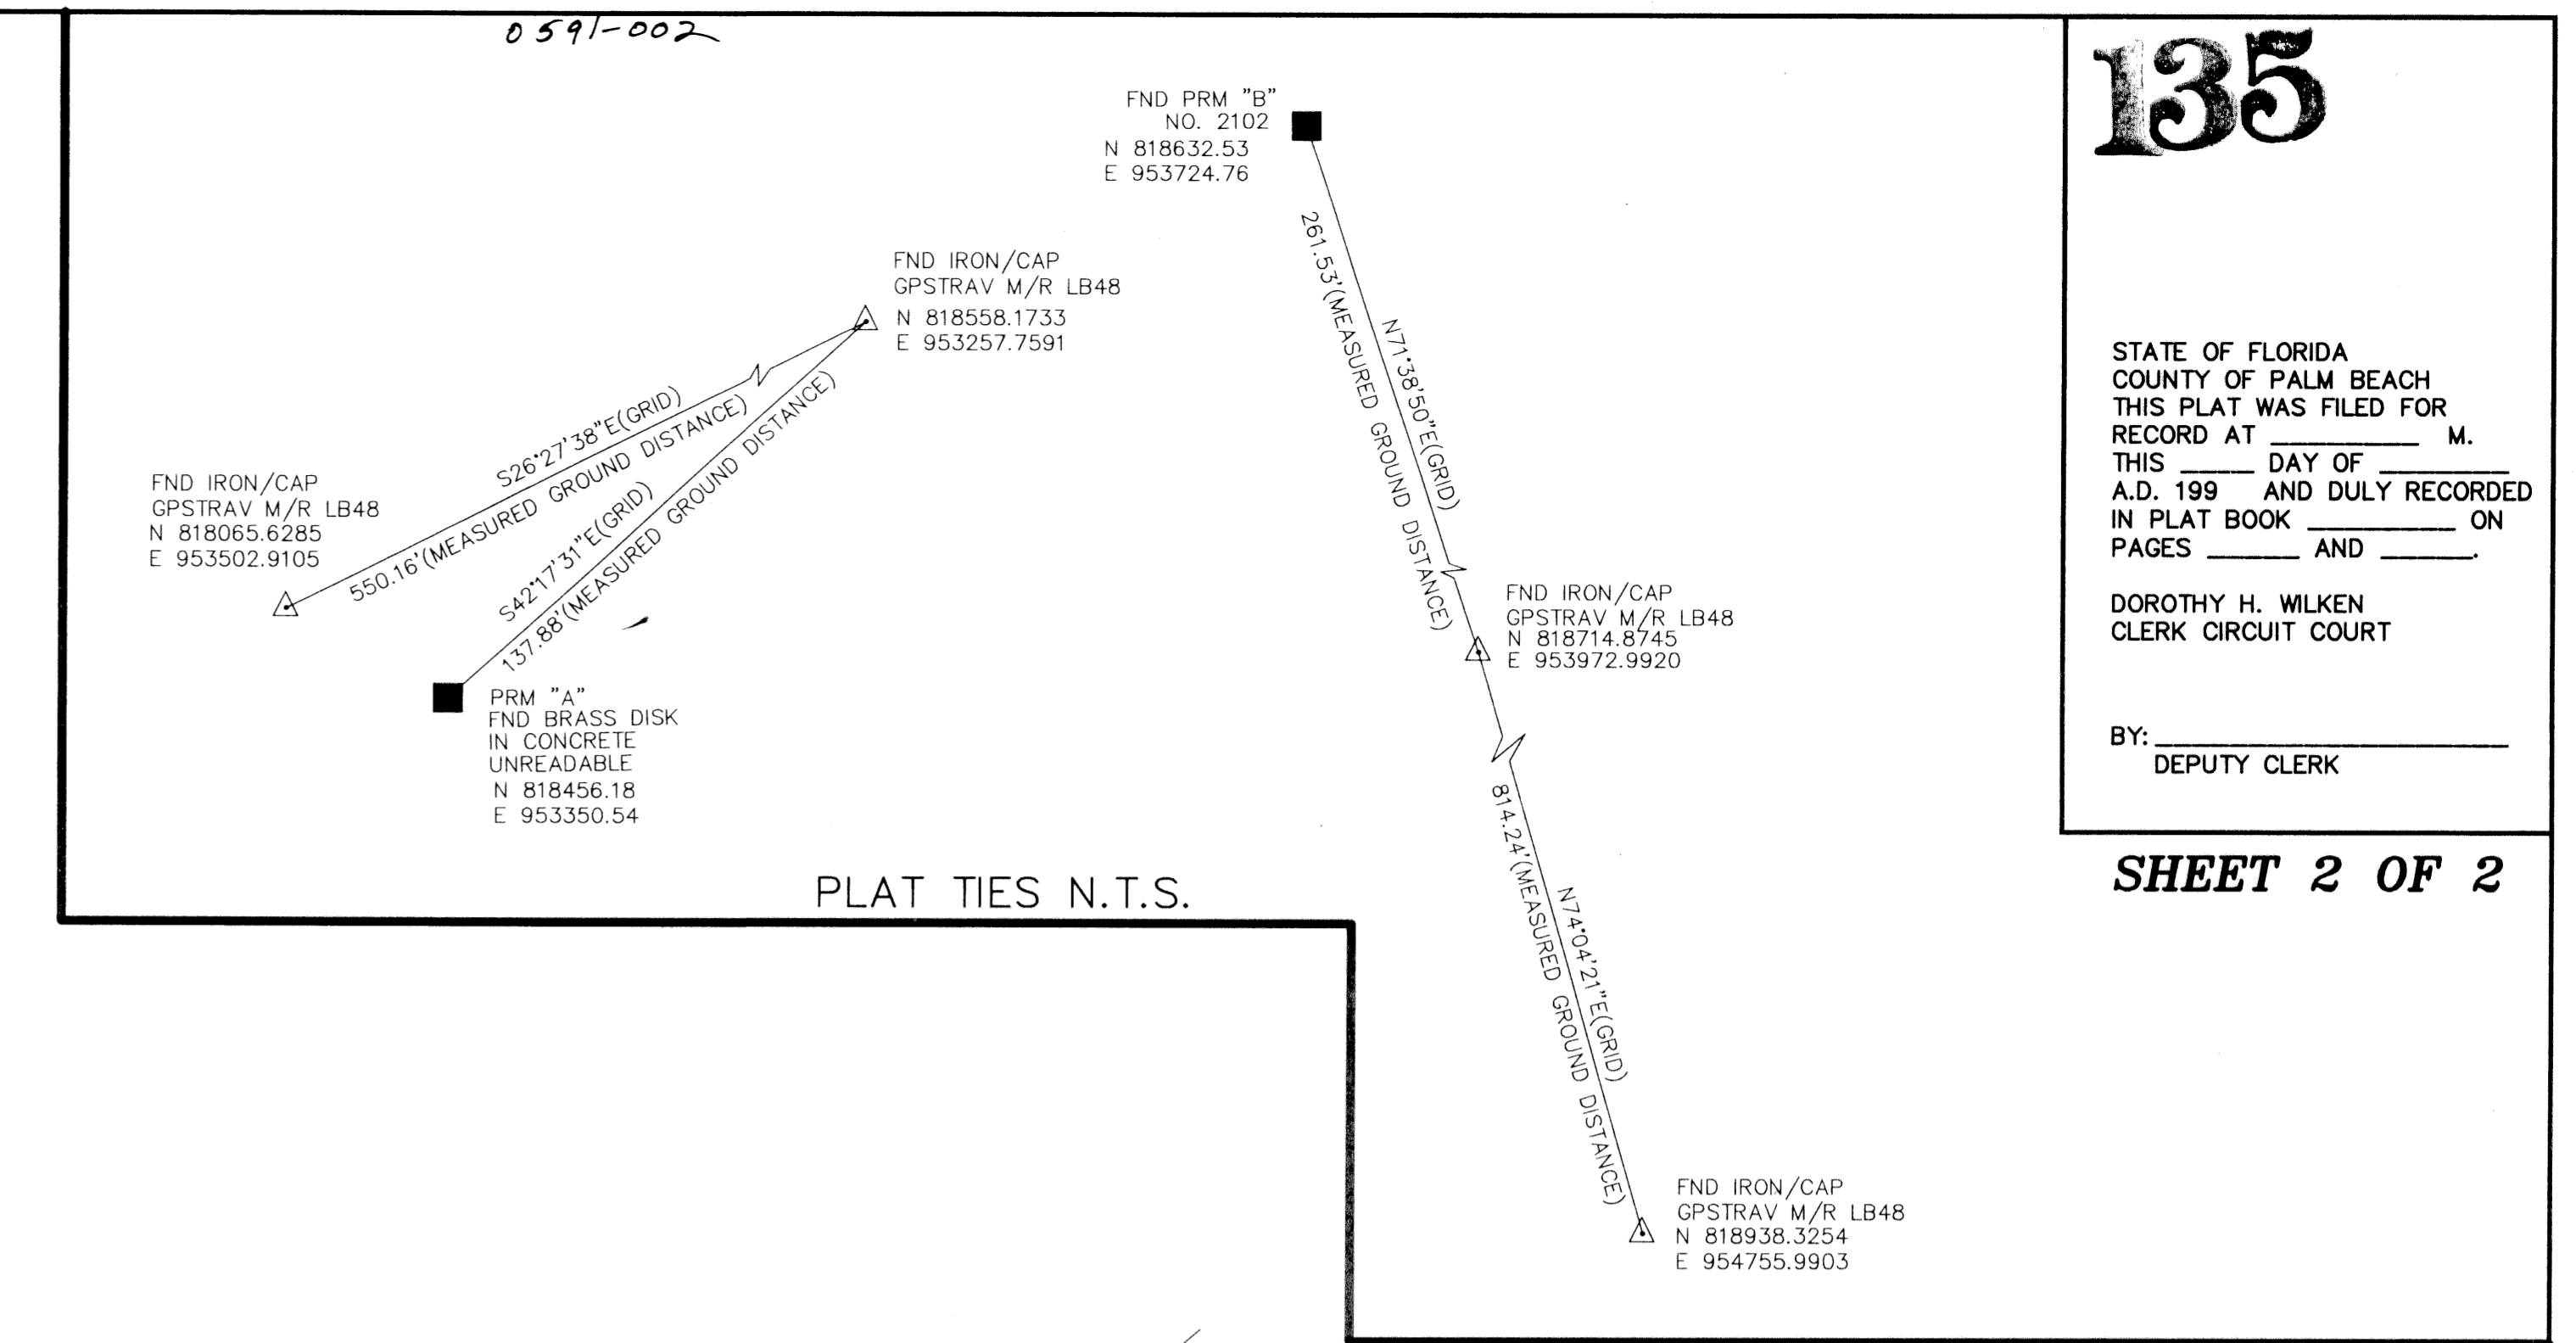 0591-002
135
FND PRM "B"
NO. 2102
N 818632.53
E 953724.76
261.53'(MEASURED GROUND DISTANCE)
N71°38'50"E(GRID)
FND IRON/CAP
GPSTRAV M/R LB48
N 818558.1733
E 953257.7591
S26°27'38"E(GRID)
550.16'(MEASURED GROUND DISTANCE)
S42°17'31"E(GRID)
137.88'(MEASURED GROUND DISTANCE)
FND IRON/CAP
GPSTRAV M/R LB48
N 818065.6285
E 953502.9105
PRM "A"
FND BRASS DISK
IN CONCRETE
UNREADABLE
N 818456.18
E 953350.54
FND IRON/CAP
GPSTRAV M/R LB48
N 818714.8745
E 953972.9920
814.24'(MEASURED GROUND DISTANCE)
N74°04'21"E(GRID)
FND IRON/CAP
GPSTRAV M/R LB48
N 818938.3254
E 954755.9903
PLAT TIES N.T.S.
STATE OF FLORIDA
COUNTY OF PALM BEACH
THIS PLAT WAS FILED FOR
RECORD AT ________ M.
THIS ____ DAY OF _______
A.D. 199 AND DULY RECORDED
IN PLAT BOOK ________ ON
PAGES _____ AND _____.
DOROTHY H. WILKEN
CLERK CIRCUIT COURT
BY: ___________________
DEPUTY CLERK
SHEET 2 OF 2